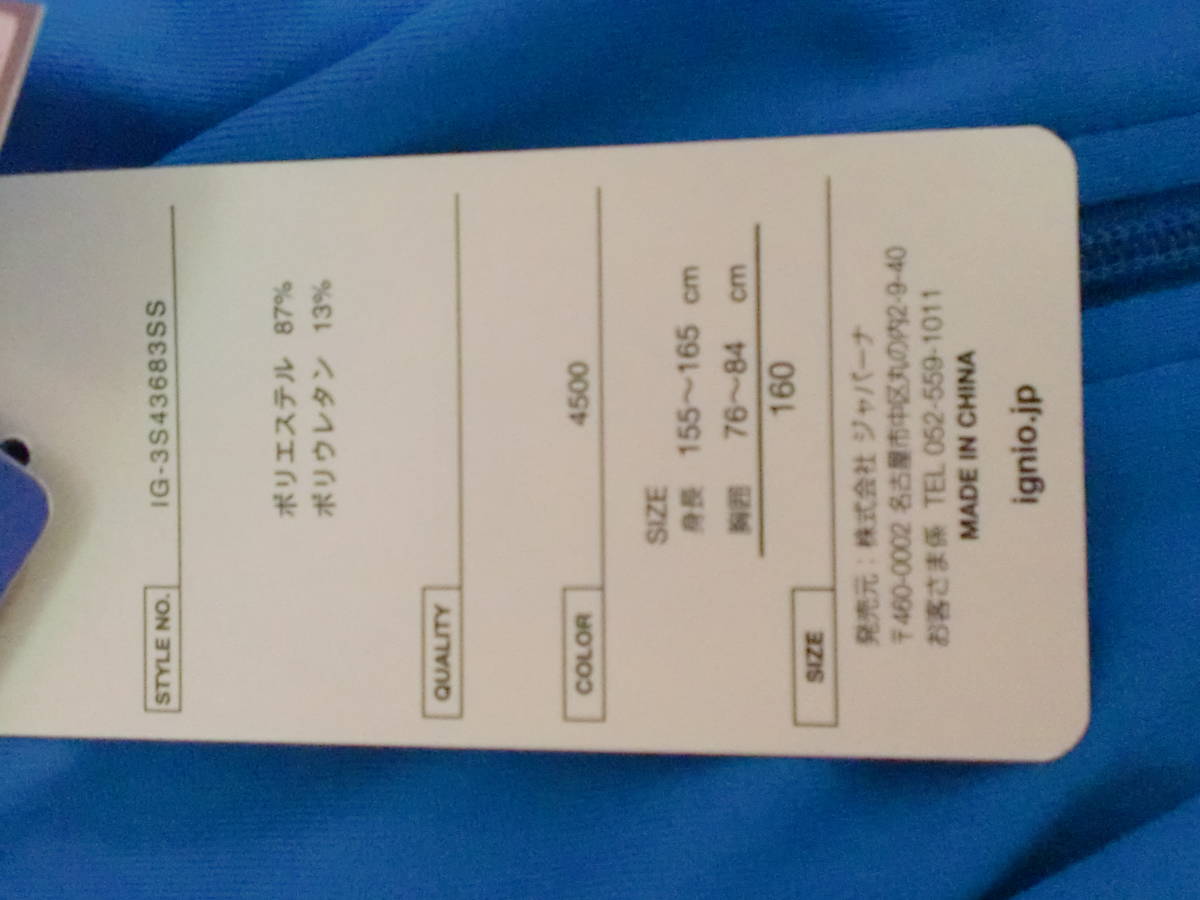 IG-3S43683SS
STYLE NO.
ポリエステル 87%
ポリウレタン 13%
QUALITY
4500
COLOR
SIZE
身長 155～165 cm
胸囲 76～84 cm
160
SIZE
発売元：株式会社 ジャパーナ
〒460-0002 名古屋市中区丸の内2-9-40
お客さま係 TEL 052-559-1011
MADE IN CHINA
ignio.jp